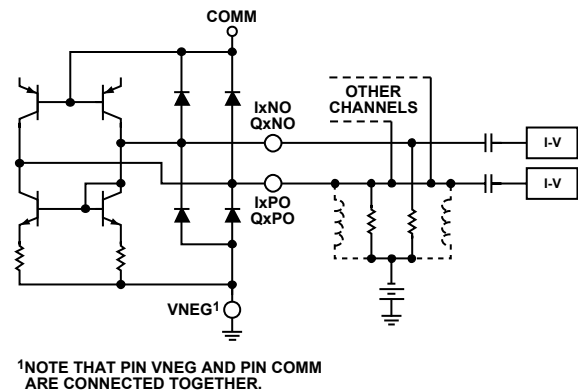 COMM
OTHER
CHANNELS
IxNO
QxNO
I-V
I-V
IxPO
QxPO
VNEG¹
¹NOTE THAT PIN VNEG AND PIN COMM
ARE CONNECTED TOGETHER.